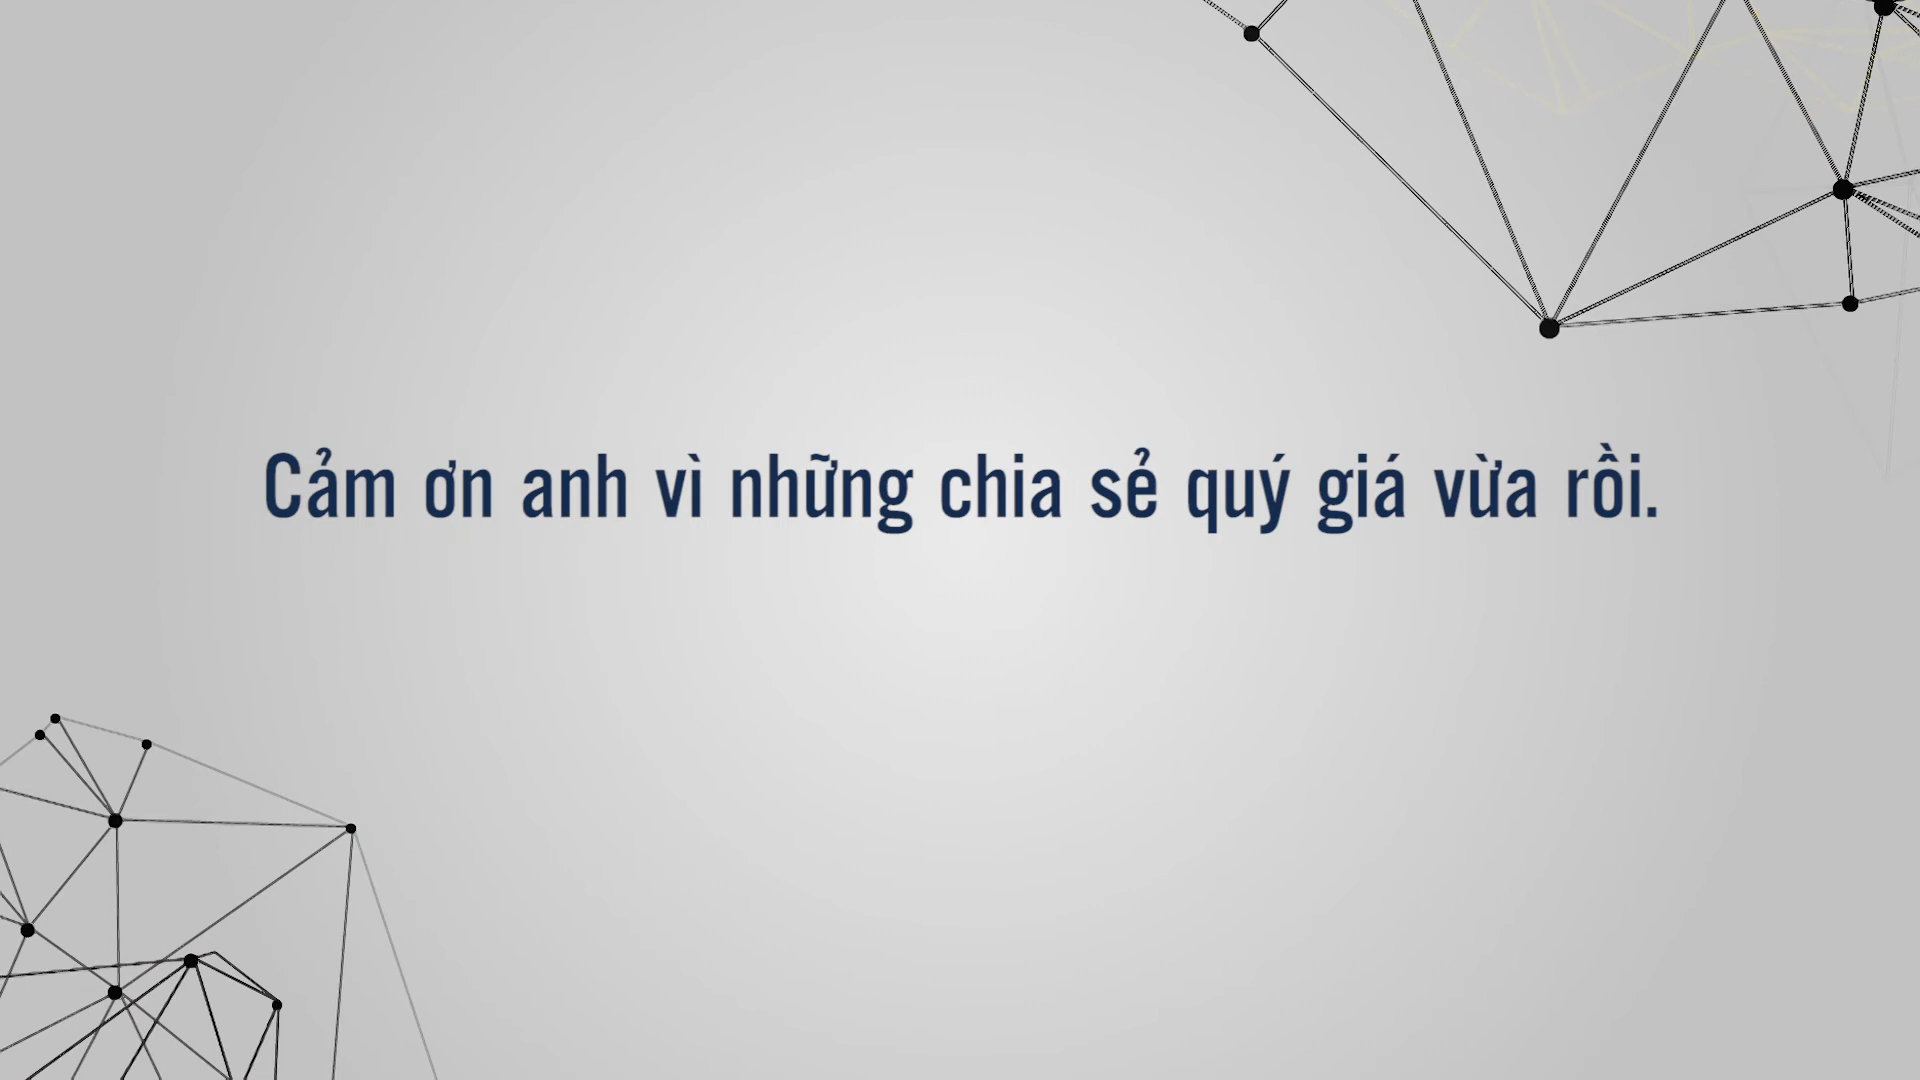 Cảm ơn anh vì những chia sẻ quý giá vừa rồi.